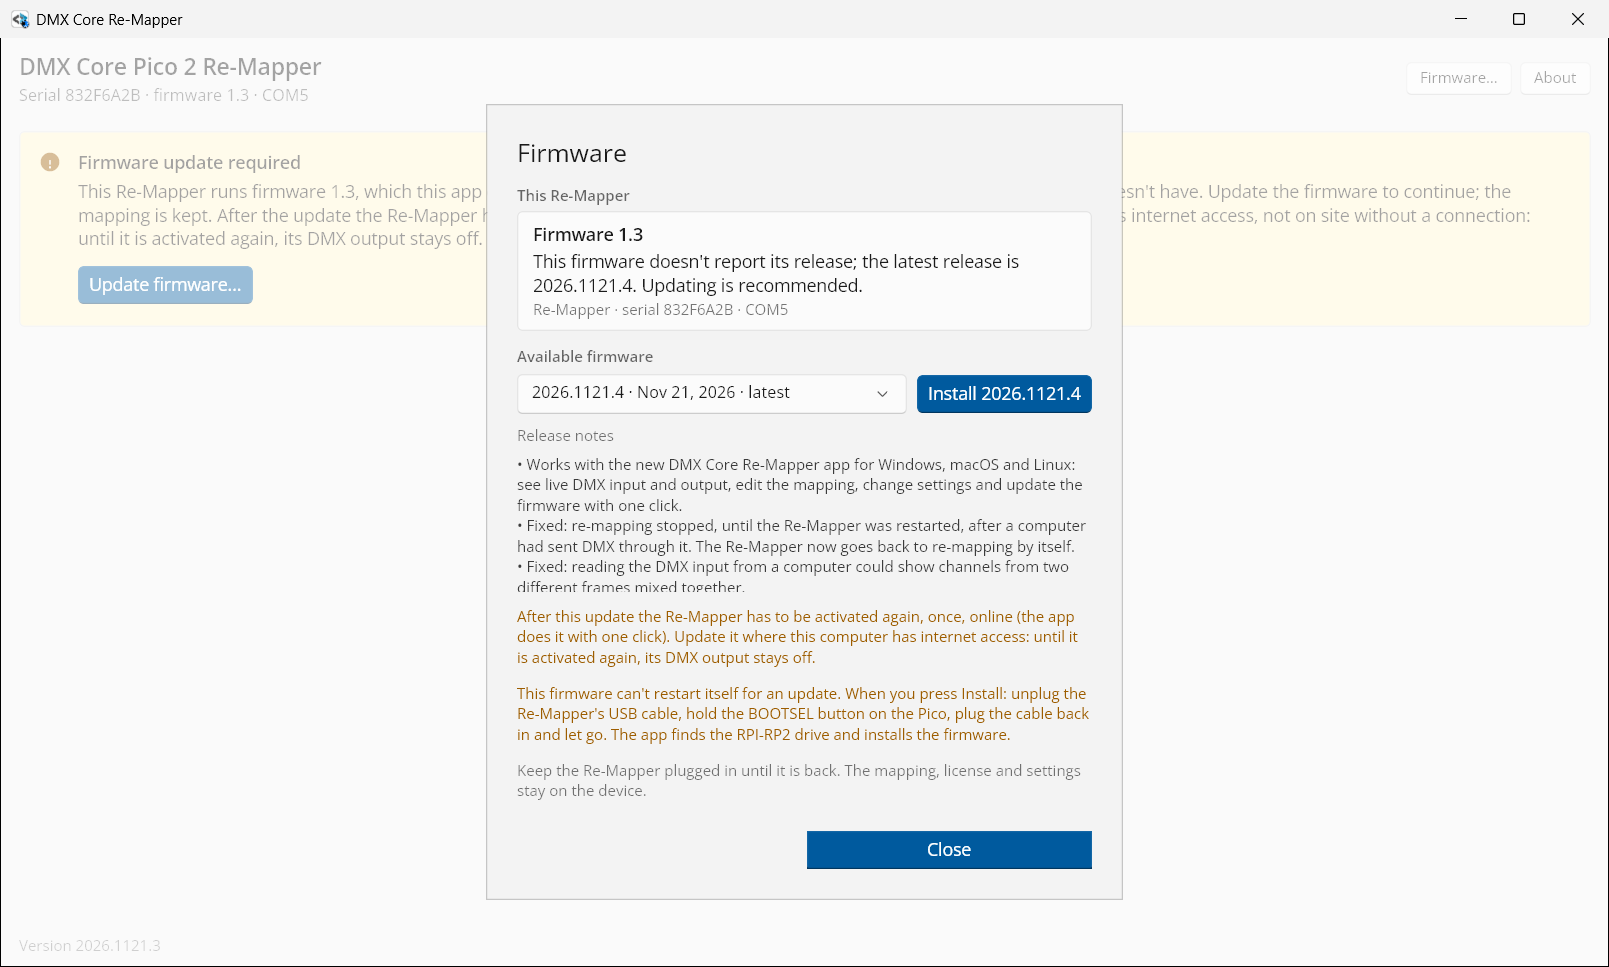 DMX Core Re-Mapper
DMX Core Pico 2 Re-Mapper
Serial 832F6A2B · firmware 1.3 · COM5
Firmware...
About
Firmware update required
This Re-Mapper runs firmware 1.3, which this app
esn't have. Update the firmware to continue; the
mapping is kept. After the update the Re-Mapper h
s internet access, not on site without a connection:
until it is activated again, its DMX output stays off.
Update firmware...
Firmware
This Re-Mapper
Firmware 1.3
This firmware doesn't report its release; the latest release is
2026.1121.4. Updating is recommended.
Re-Mapper · serial 832F6A2B · COM5
Available firmware
2026.1121.4 · Nov 21, 2026 · latest
Install 2026.1121.4
Release notes
• Works with the new DMX Core Re-Mapper app for Windows, macOS and Linux:
see live DMX input and output, edit the mapping, change settings and update the
firmware with one click.
• Fixed: re-mapping stopped, until the Re-Mapper was restarted, after a computer
had sent DMX through it. The Re-Mapper now goes back to re-mapping by itself.
• Fixed: reading the DMX input from a computer could show channels from two
different frames mixed together.
After this update the Re-Mapper has to be activated again, once, online (the app
does it with one click). Update it where this computer has internet access: until it
is activated again, its DMX output stays off.
This firmware can't restart itself for an update. When you press Install: unplug the
Re-Mapper's USB cable, hold the BOOTSEL button on the Pico, plug the cable back
in and let go. The app finds the RPI-RP2 drive and installs the firmware.
Keep the Re-Mapper plugged in until it is back. The mapping, license and settings
stay on the device.
Close
Version 2026.1121.3